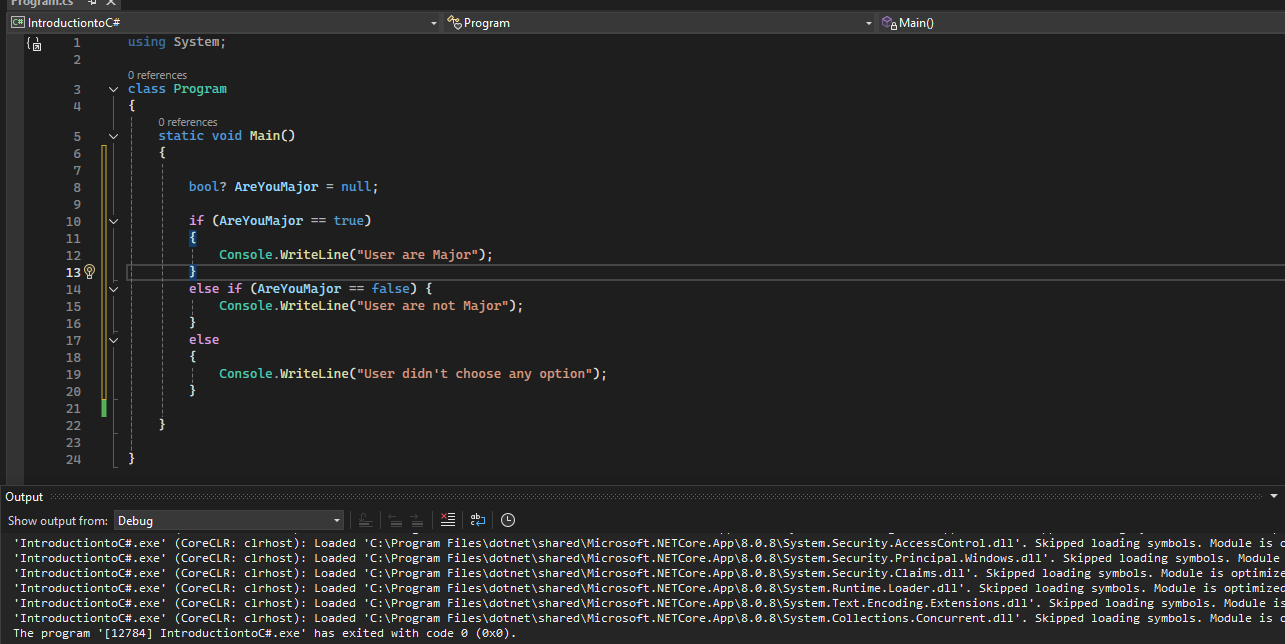 Program.cs
IntroductiontoC# Program Main()
1 using System;
2
0 references
3 class Program
4 {
0 references
5 static void Main()
6 {
7
8 bool? AreYouMajor = null;
9
10 if (AreYouMajor == true)
11 {
12 Console.WriteLine("User are Major");
13 }
14 else if (AreYouMajor == false) {
15 Console.WriteLine("User are not Major");
16 }
17 else
18 {
19 Console.WriteLine("User didn't choose any option");
20 }
21
22 }
23
24 }
Output
Show output from: Debug
'IntroductiontoC#.exe' (CoreCLR: clrhost): Loaded 'C:\Program Files\dotnet\shared\Microsoft.NETCore.App\8.0.8\System.Security.AccessControl.dll'. Skipped loading symbols. Module is
'IntroductiontoC#.exe' (CoreCLR: clrhost): Loaded 'C:\Program Files\dotnet\shared\Microsoft.NETCore.App\8.0.8\System.Security.Principal.Windows.dll'. Skipped loading symbols. Module
'IntroductiontoC#.exe' (CoreCLR: clrhost): Loaded 'C:\Program Files\dotnet\shared\Microsoft.NETCore.App\8.0.8\System.Security.Claims.dll'. Skipped loading symbols. Module is optimized
'IntroductiontoC#.exe' (CoreCLR: clrhost): Loaded 'C:\Program Files\dotnet\shared\Microsoft.NETCore.App\8.0.8\System.Runtime.Loader.dll'. Skipped loading symbols. Module is optimized
'IntroductiontoC#.exe' (CoreCLR: clrhost): Loaded 'C:\Program Files\dotnet\shared\Microsoft.NETCore.App\8.0.8\System.Text.Encoding.Extensions.dll'. Skipped loading symbols. Module is
'IntroductiontoC#.exe' (CoreCLR: clrhost): Loaded 'C:\Program Files\dotnet\shared\Microsoft.NETCore.App\8.0.8\System.Collections.Concurrent.dll'. Skipped loading symbols. Module is
The program '[12784] IntroductiontoC#.exe' has exited with code 0 (0x0).